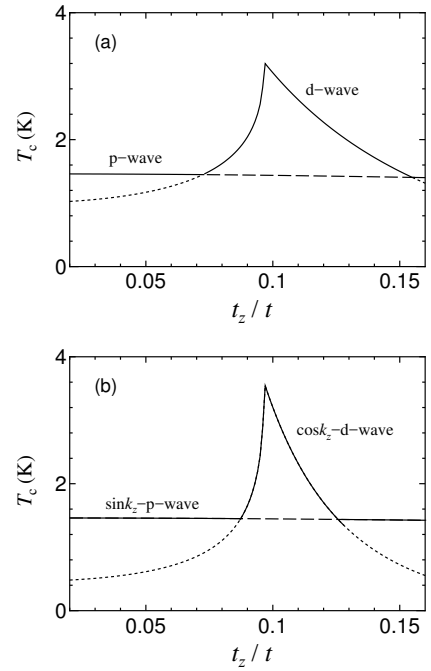 (a)
4
d−wave
T_c (K)
2
p−wave
0
0.05 0.1 0.15
t_z / t
(b)
4
cosk_z−d−wave
T_c (K)
2
sink_z−p−wave
0
0.05 0.1 0.15
t_z / t